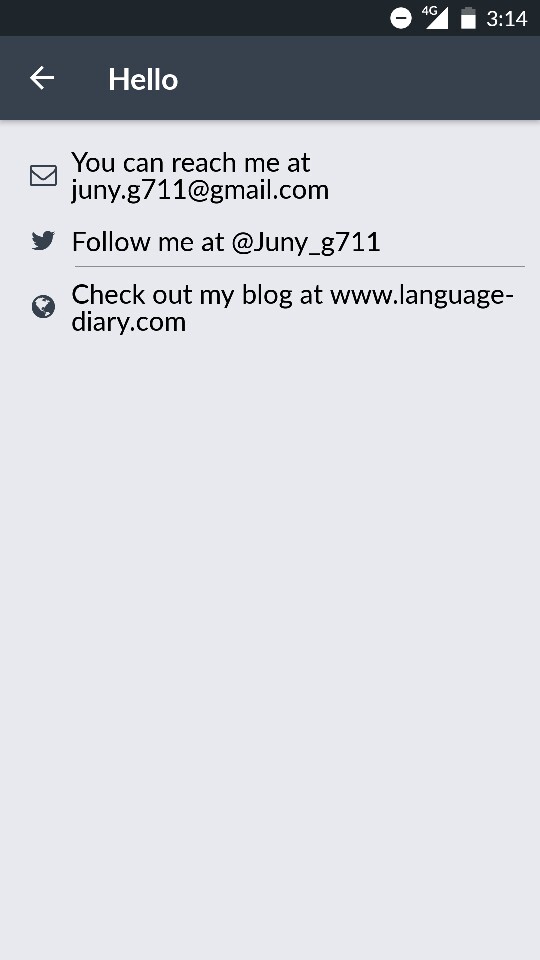 4G 3:14
Hello
You can reach me at
juny.g711@gmail.com
Follow me at @Juny_g711
Check out my blog at www.language-
diary.com